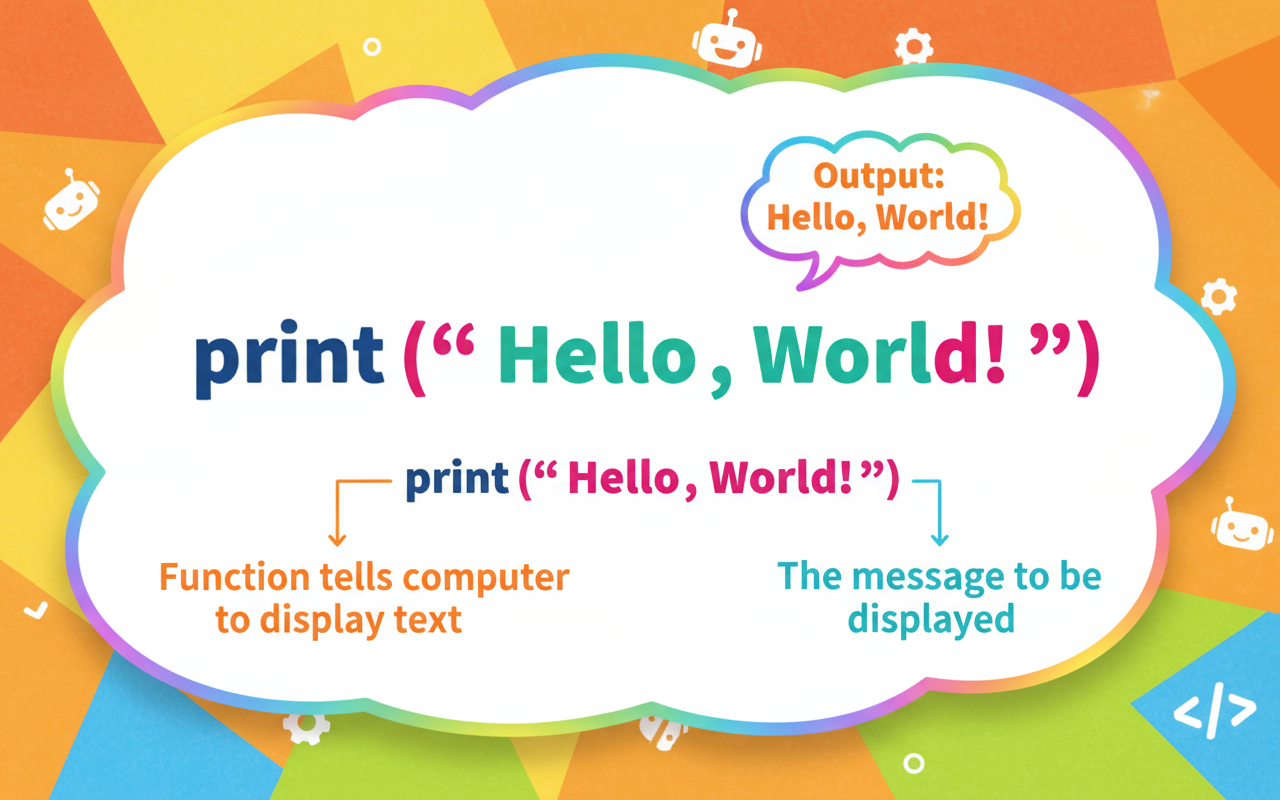 Output:
Hello, World!
print (“ Hello , World! ”)
print (“ Hello , World! ”)
Function tells computer
to display text
The message to be
displayed
</>